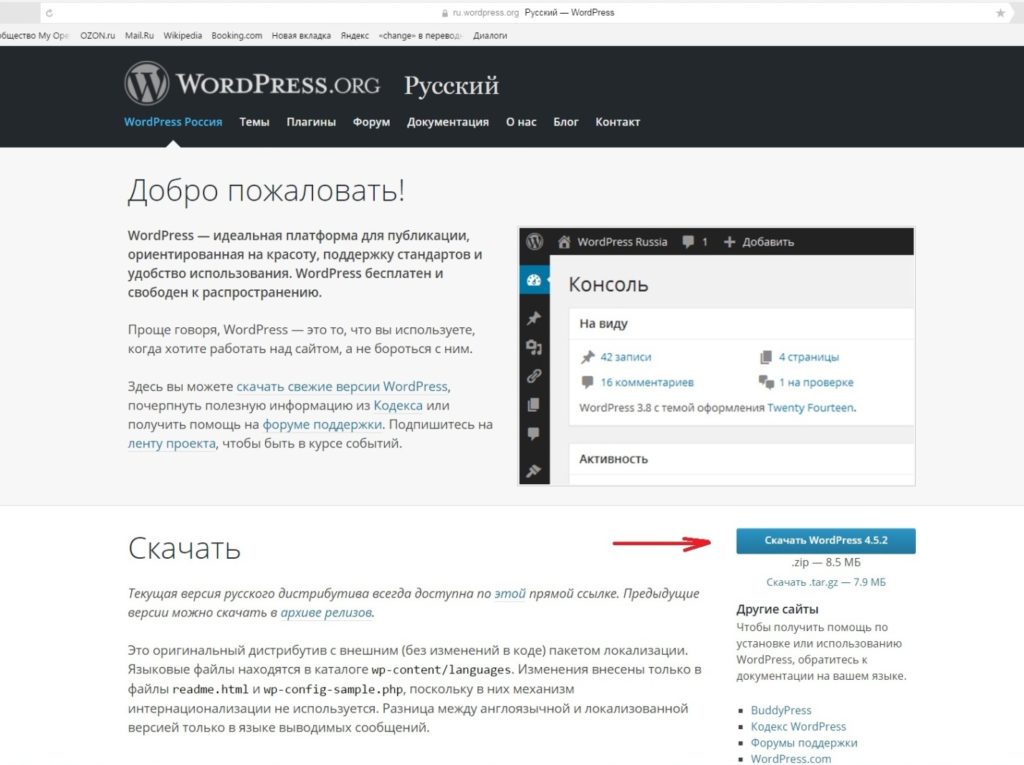 ru.wordpress.org Русский — WordPress
OZON.ru Mail.Ru Wikipedia Booking.com Новая вкладка Яндекс «change» в перевод Диалоги
WORDPRESS.ORG Русский
WordPress Россия Темы Плагины Форум Документация О нас Блог Контакт
Добро пожаловать!
WordPress — идеальная платформа для публикации,
ориентированная на красоту, поддержку стандартов и
удобство использования. WordPress бесплатен и
свободен к распространению.
Проще говоря, WordPress — это то, что вы используете,
когда хотите работать над сайтом, а не бороться с ним.
Здесь вы можете скачать свежие версии WordPress,
почерпнуть полезную информацию из Кодекса или
получить помощь на форуме поддержки. Подпишитесь на
ленту проекта, чтобы быть в курсе событий.
WordPress Russia 1 + Добавить
Консоль
На виду
42 записи 4 страницы
16 комментариев 1 на проверке
WordPress 3.8 с темой оформления Twenty Fourteen.
Активность
Скачать
Текущая версия русского дистрибутива всегда доступна по этой прямой ссылке. Предыдущие
версии можно скачать в архиве релизов.
Это оригинальный дистрибутив с внешним (без изменений в коде) пакетом локализации.
Языковые файлы находятся в каталоге wp-content/languages. Изменения внесены только в
файлы readme.html и wp-config-sample.php, поскольку в них механизм
интернационализации не используется. Разница между англоязычной и локализованной
версией только в языке выводимых сообщений.
Скачать WordPress 4.5.2
.zip — 8.5 МБ
Скачать .tar.gz — 7.9 МБ
Другие сайты
Чтобы получить помощь по
установке или использованию
WordPress, обратитесь к
документации на вашем языке.
BuddyPress
Кодекс WordPress
Форумы поддержки
WordPress.com